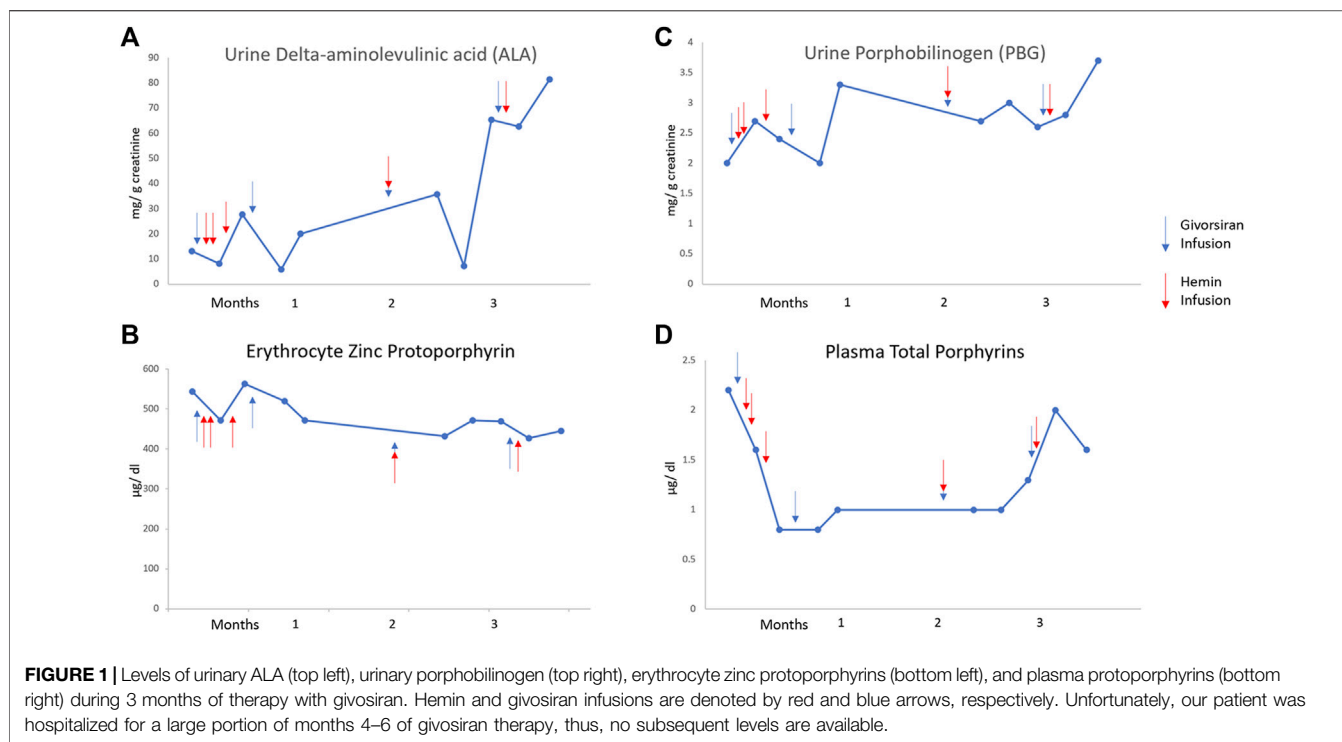 A
Urine Delta-aminolevulinic acid (ALA)
90
80
70
60
50
40
30
20
10
0
mg/ g creatinine
Months 1 2 3
C
Urine Porphobilinogen (PBG)
4
3.5
3
2.5
2
1.5
1
0.5
0
mg/ g creatinine
Months 1 2 3
Givorsiran
Infusion
Hemin
Infusion
B
Erythrocyte Zinc Protoporphyrin
600
500
400
300
200
100
0
µg/ dl
Months 1 2 3
D
Plasma Total Porphyrins
2.5
2
1.5
1
0.5
0
µg/ dl
Months 1 2 3
FIGURE 1 | Levels of urinary ALA (top left), urinary porphobilinogen (top right), erythrocyte zinc protoporphyrins (bottom left), and plasma protoporphyrins (bottom
right) during 3 months of therapy with givosiran. Hemin and givosiran infusions are denoted by red and blue arrows, respectively. Unfortunately, our patient was
hospitalized for a large portion of months 4–6 of givosiran therapy, thus, no subsequent levels are available.